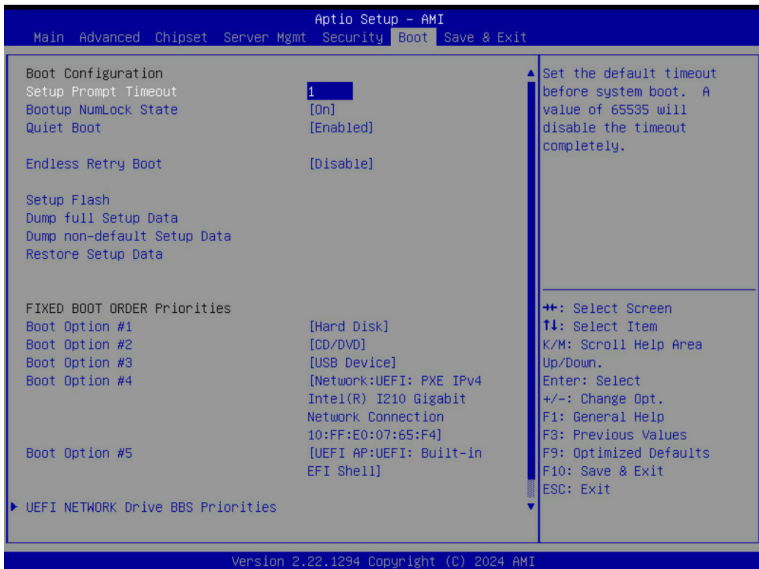 Aptio Setup - AMI
Main Advanced Chipset Server Mgmt Security Boot Save & Exit
Boot Configuration
Setup Prompt Timeout 1
Bootup NumLock State [On]
Quiet Boot [Enabled]
Endless Retry Boot [Disable]
Setup Flash
Dump full Setup Data
Dump non-default Setup Data
Restore Setup Data
FIXED BOOT ORDER Priorities
Boot Option #1 [Hard Disk]
Boot Option #2 [CD/DVD]
Boot Option #3 [USB Device]
Boot Option #4 [Network:UEFI: PXE IPv4
Intel(R) I210 Gigabit
Network Connection
10:FF:E0:07:65:F4]
Boot Option #5 [UEFI AP:UEFI: Built-in
EFI Shell]
UEFI NETWORK Drive BBS Priorities
Set the default timeout
before system boot. A
value of 65535 will
disable the timeout
completely.
→←: Select Screen
↑↓: Select Item
K/M: Scroll Help Area
Up/Down.
Enter: Select
+/-: Change Opt.
F1: General Help
F3: Previous Values
F9: Optimized Defaults
F10: Save & Exit
ESC: Exit
Version 2.22.1294 Copyright (C) 2024 AMI